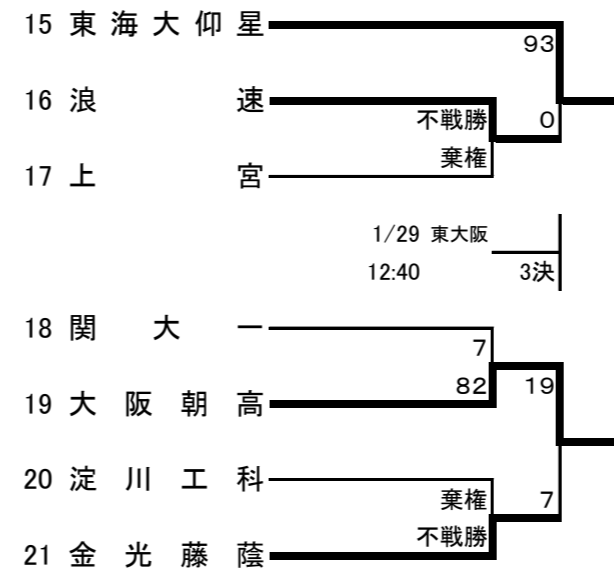 15 東海大仰星
93
16 浪速
不戦勝 0
棄権
17 上宮
1/29 東大阪
12:40 3決
18 関大一
7
82 19
19 大阪朝高
20 淀川工科
棄権 7
不戦勝
21 金光藤蔭